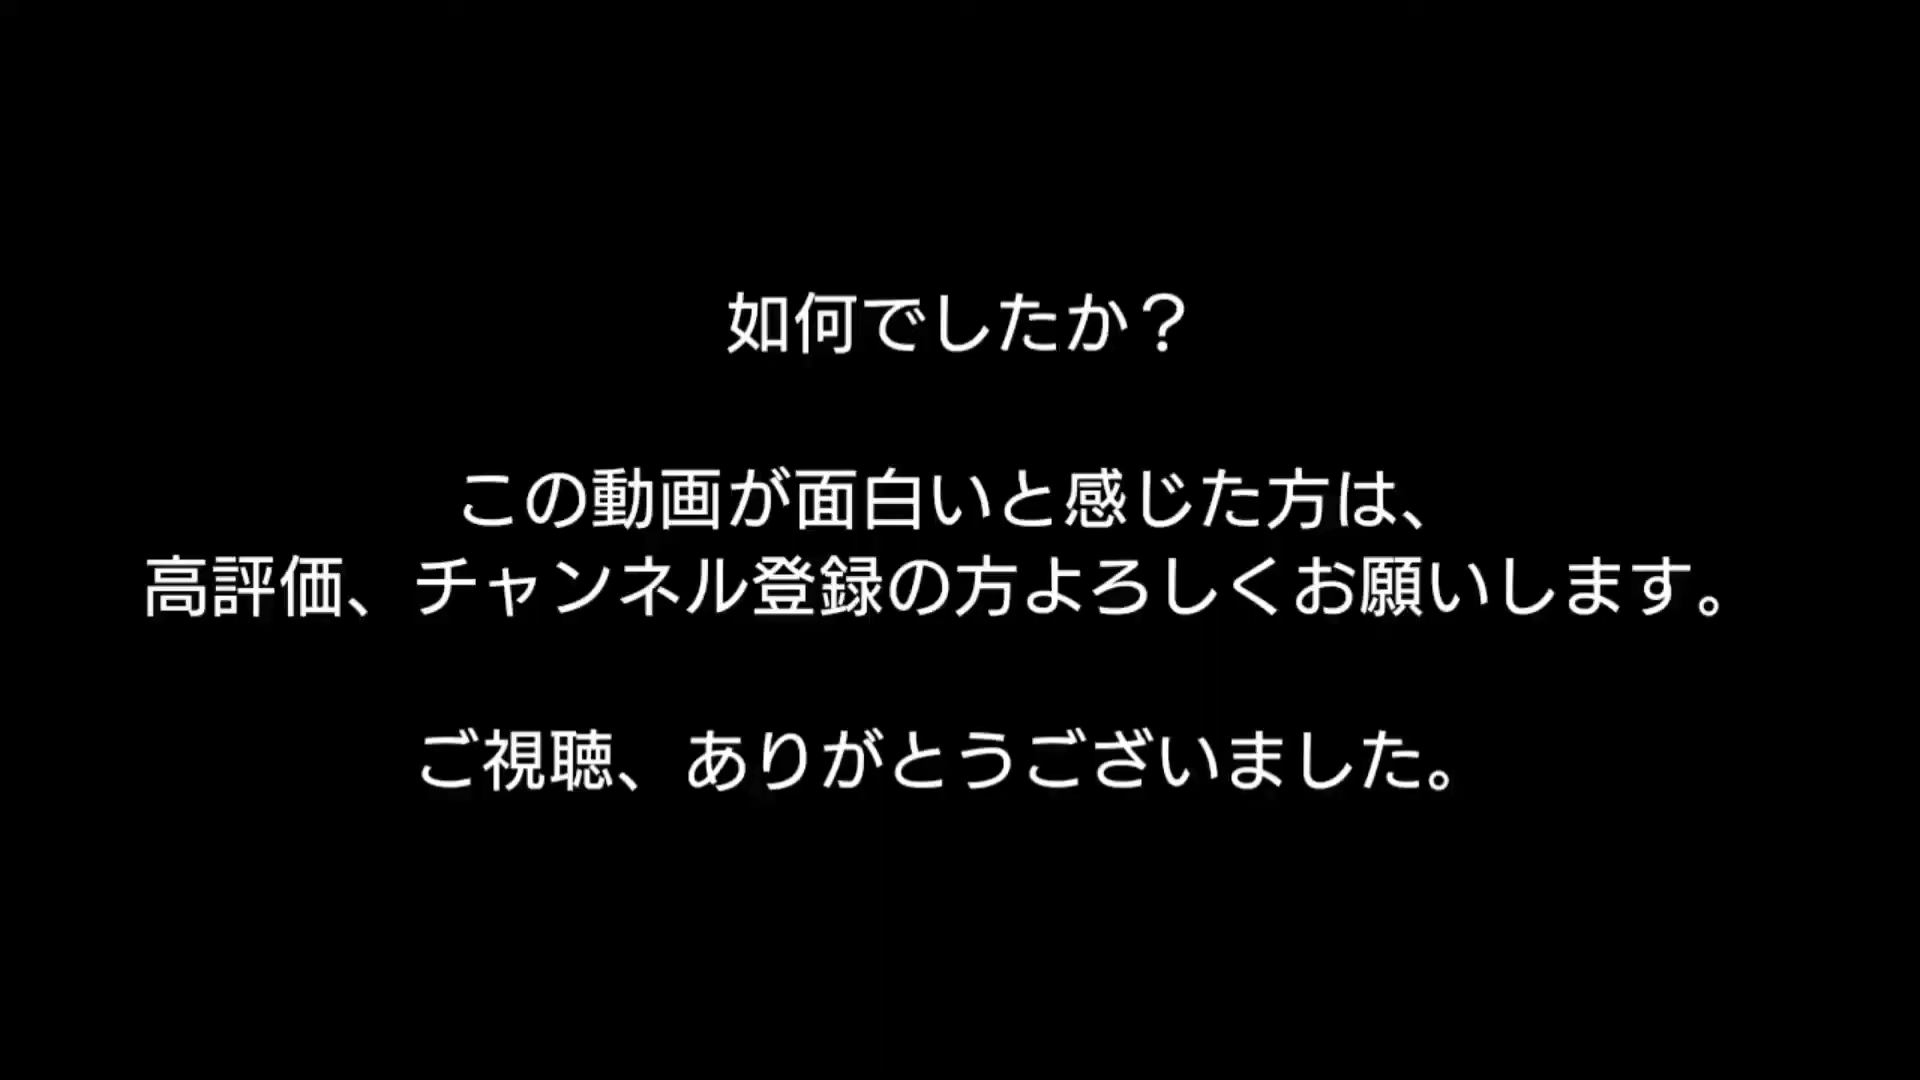 如何でしたか？
この動画が面白いと感じた方は、
高評価、チャンネル登録の方よろしくお願いします。
ご視聴、ありがとうございました。